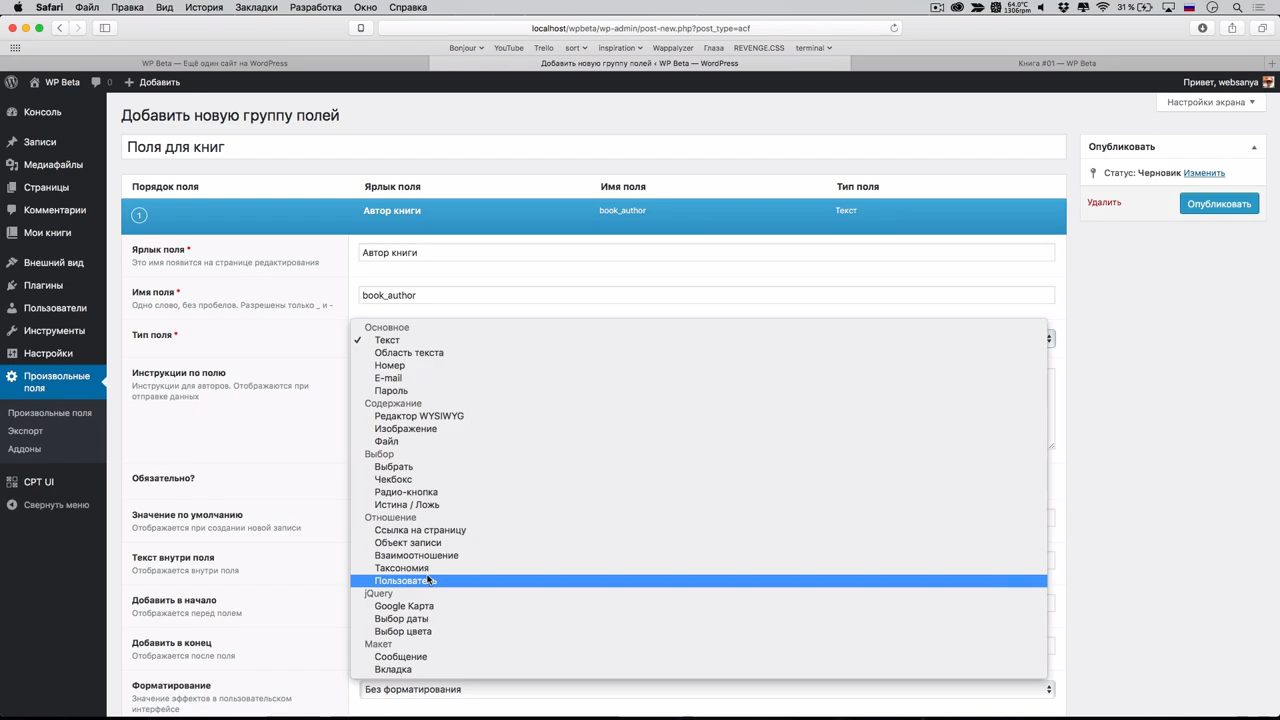 Safari Файл Правка Вид История Закладки Разработка Окно Справка 64.0°C 1306rpm 31 %
localhost/wpbeta/wp-admin/post-new.php?post_type=acf
Bonjour YouTube Trello sort inspiration Wappalyzer Глаза REVENGE.CSS terminal
WP Beta — Ещё один сайт на WordPress Добавить новую группу полей ‹ WP Beta — WordPress Книга #01 — WP Beta
WP Beta 0 Добавить Привет, websanya
Настройки экрана
Консоль
Записи
Медиафайлы
Страницы
Комментарии
Мои книги
Внешний вид
Плагины
Пользователи
Инструменты
Настройки
Произвольные поля
Произвольные поля
Экспорт
Аддоны
CPT UI
Свернуть меню
Добавить новую группу полей
Поля для книг
Порядок поля Ярлык поля Имя поля Тип поля
1 Автор книги book_author Текст
Ярлык поля *
Это имя появится на странице редактирования
Автор книги
Имя поля *
Одно слово, без пробелов. Разрешены только _ и -
book_author
Тип поля *
Основное
Текст
Область текста
Номер
E-mail
Пароль
Содержание
Редактор WYSIWYG
Изображение
Файл
Выбор
Выбрать
Чекбокс
Радио-кнопка
Истина / Ложь
Отношение
Ссылка на страницу
Объект записи
Взаимоотношение
Таксономия
Пользователь
jQuery
Google Карта
Выбор даты
Выбор цвета
Макет
Сообщение
Вкладка
Инструкции по полю
Инструкции для авторов. Отображаются при
отправке данных
Обязательно?
Значение по умолчанию
Отображается при создании новой записи
Текст внутри поля
Отображается внутри поля
Добавить в начало
Отображается перед полем
Добавить в конец
Отображается после поля
Форматирование
Значение эффектов в пользовательском
интерфейсе
Без форматирования
Опубликовать
Статус: Черновик Изменить
Удалить Опубликовать